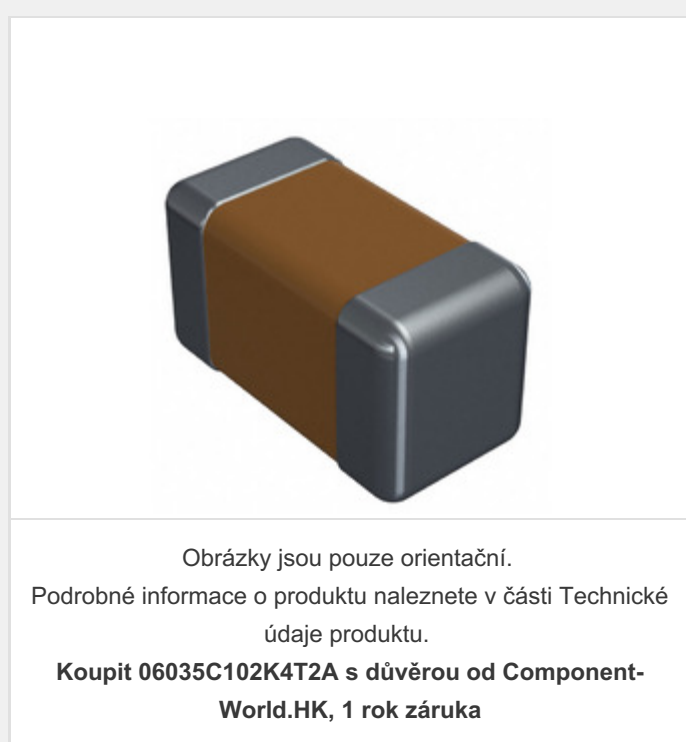 Obrázky jsou pouze orientační.
Podrobné informace o produktu naleznete v části Technické
údaje produktu.
Koupit 06035C102K4T2A s důvěrou od Component-
World.HK, 1 rok záruka